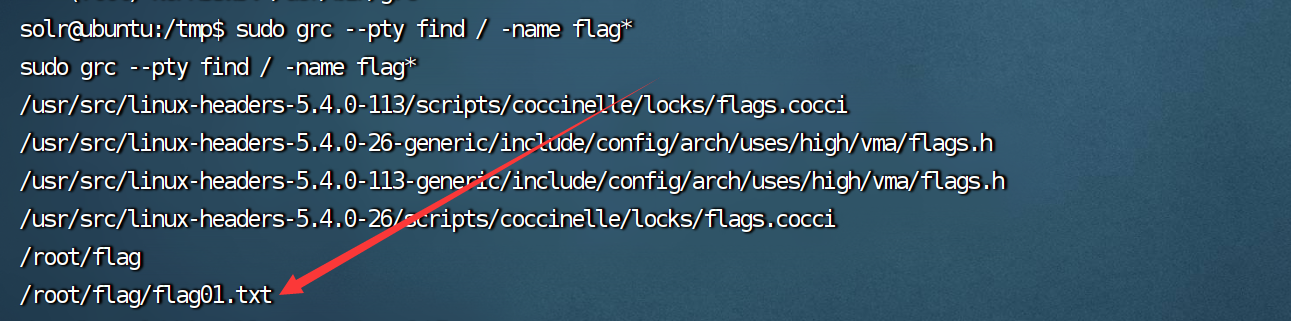 solr@ubuntu:/tmp$ sudo grc --pty find / -name flag*
sudo grc --pty find / -name flag*
/usr/src/linux-headers-5.4.0-113/scripts/coccinelle/locks/flags.cocci
/usr/src/linux-headers-5.4.0-26-generic/include/config/arch/uses/high/vma/flags.h
/usr/src/linux-headers-5.4.0-113-generic/include/config/arch/uses/high/vma/flags.h
/usr/src/linux-headers-5.4.0-26/scripts/coccinelle/locks/flags.cocci
/root/flag
/root/flag/flag01.txt